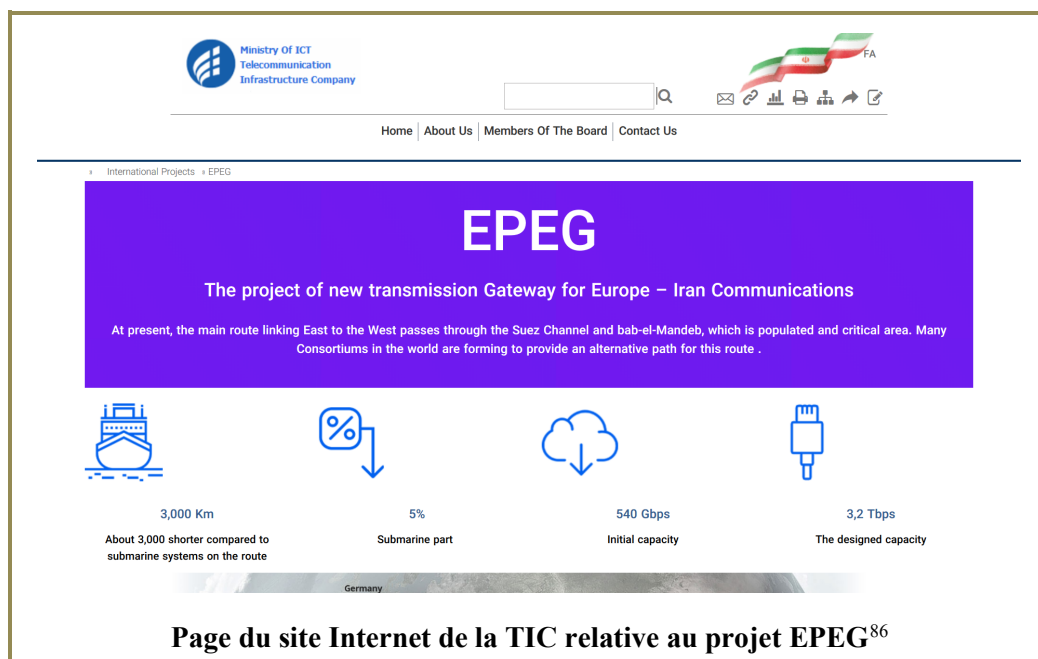 Ministry Of ICT
Telecommunication
Infrastructure Company
FA
Home About Us Members Of The Board Contact Us
International Projects EPEG
EPEG
The project of new transmission Gateway for Europe – Iran Communications
At present, the main route linking East to the West passes through the Suez Channel and bab-el-Mandeb, which is populated and critical area. Many
Consortiums in the world are forming to provide an alternative path for this route .
%
3,000 Km
About 3,000 shorter compared to
submarine systems on the route
5%
Submarine part
540 Gbps
Initial capacity
3,2 Tbps
The designed capacity
Germany
Page du site Internet de la TIC relative au projet EPEG86